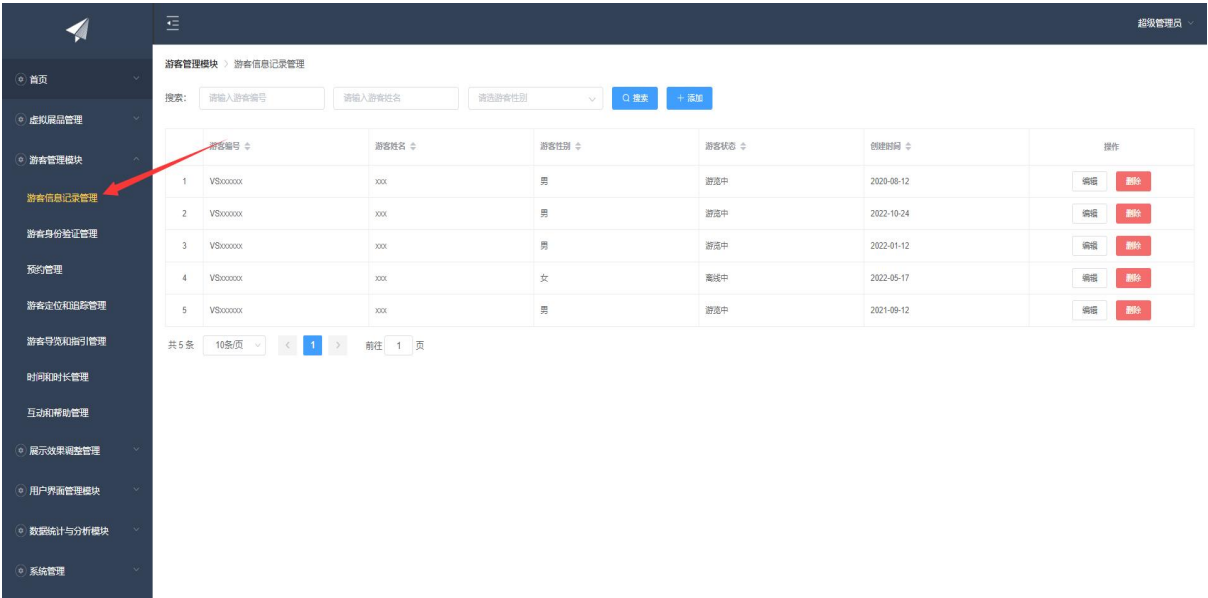 超级管理员
首页
虚拟展品管理
游客管理模块
游客信息记录管理
游客身份验证管理
预约管理
游客定位和追踪管理
游客导览和指引管理
时间和时长管理
互动和帮助管理
展示效果调整管理
用户界面管理模块
数据统计与分析模块
系统管理
游客管理模块 > 游客信息记录管理
搜索: 请输入游客编号 请输入游客姓名 请选游客性别 搜索 + 添加
游客编号 游客姓名 游客性别 游客状态 创建时间 操作
1 VSxxxxxx xxx 男 游览中 2020-08-12 编辑 删除
2 VSxxxxxx xxx 男 游览中 2022-10-24 编辑 删除
3 VSxxxxxx xxx 男 游览中 2022-01-12 编辑 删除
4 VSxxxxxx xxx 女 离线中 2022-05-17 编辑 删除
5 VSxxxxxx xxx 男 游览中 2021-09-12 编辑 删除
共 5 条 10条/页 < 1 > 前往 1 页